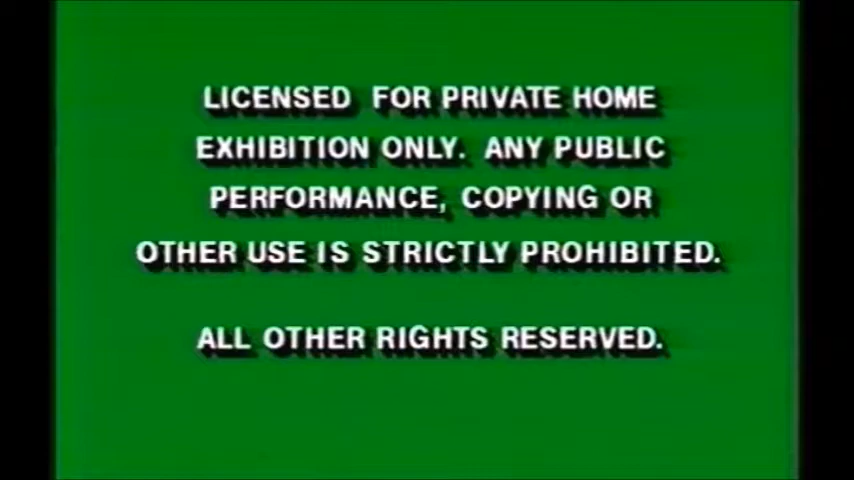 LICENSED FOR PRIVATE HOME
EXHIBITION ONLY. ANY PUBLIC
PERFORMANCE, COPYING OR
OTHER USE IS STRICTLY PROHIBITED.
ALL OTHER RIGHTS RESERVED.